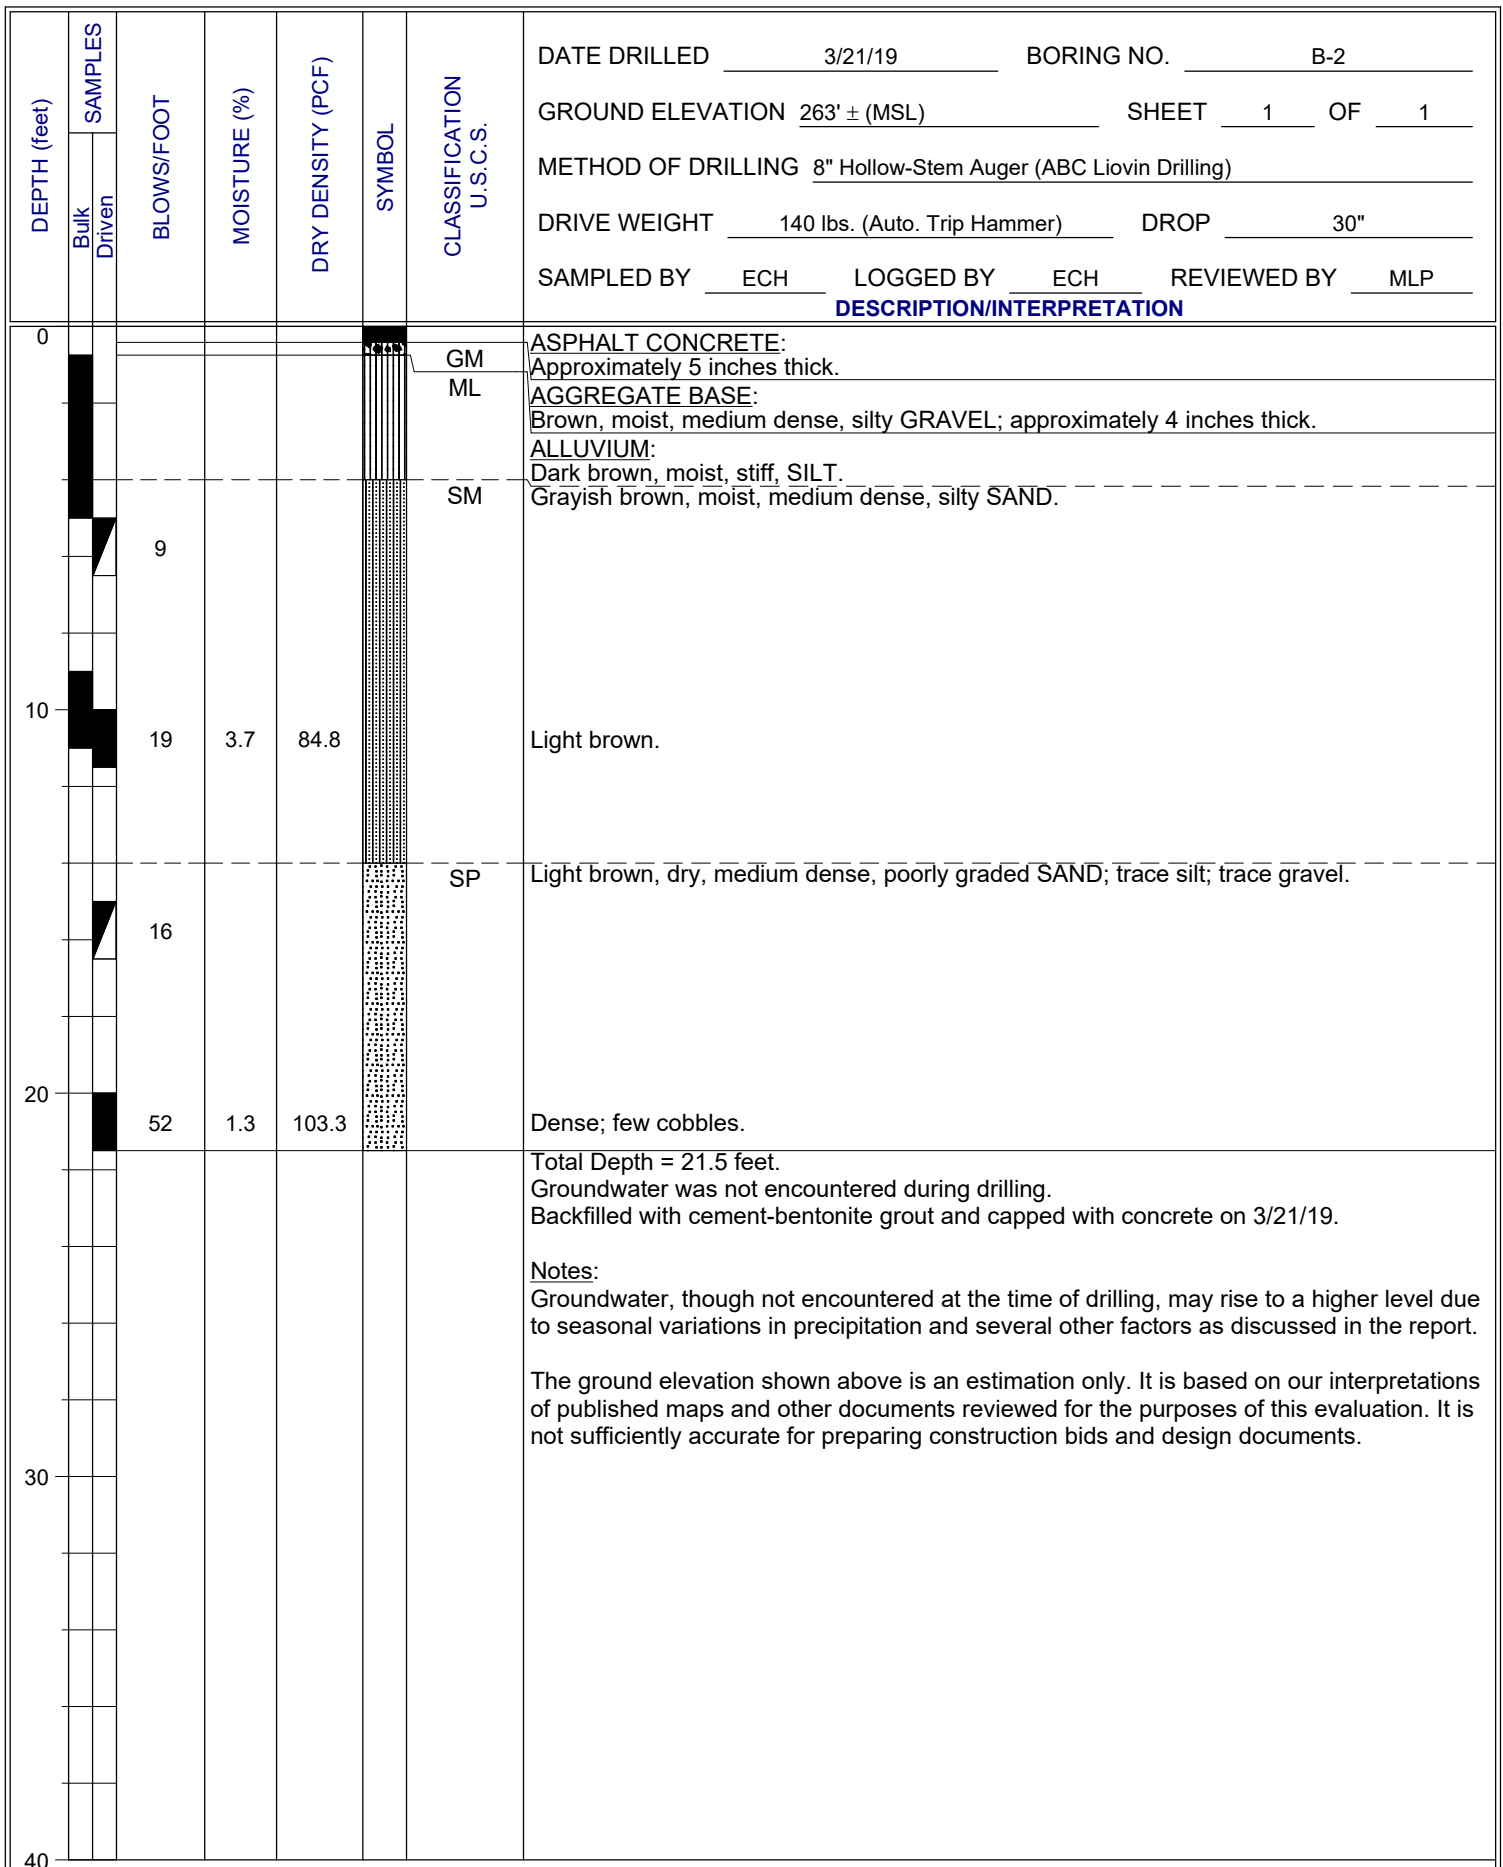 DEPTH (feet)
SAMPLES
Bulk
Driven
BLOWS/FOOT
MOISTURE (%)
DRY DENSITY (PCF)
SYMBOL
CLASSIFICATION
U.S.C.S.
DATE DRILLED 3/21/19 BORING NO. B-2
GROUND ELEVATION 263' ± (MSL) SHEET 1 OF 1
METHOD OF DRILLING 8" Hollow-Stem Auger (ABC Liovin Drilling)
DRIVE WEIGHT 140 lbs. (Auto. Trip Hammer) DROP 30"
SAMPLED BY ECH LOGGED BY ECH REVIEWED BY MLP
DESCRIPTION/INTERPRETATION
0
ASPHALT CONCRETE:
GM
Approximately 5 inches thick.
ML
AGGREGATE BASE:
Brown, moist, medium dense, silty GRAVEL; approximately 4 inches thick.
ALLUVIUM:
Dark brown, moist, stiff, SILT.
SM Grayish brown, moist, medium dense, silty SAND.
9
10
19 3.7 84.8 Light brown.
SP Light brown, dry, medium dense, poorly graded SAND; trace silt; trace gravel.
16
20
52 1.3 103.3 Dense; few cobbles.
Total Depth = 21.5 feet.
Groundwater was not encountered during drilling.
Backfilled with cement-bentonite grout and capped with concrete on 3/21/19.
Notes:
Groundwater, though not encountered at the time of drilling, may rise to a higher level due
to seasonal variations in precipitation and several other factors as discussed in the report.
The ground elevation shown above is an estimation only. It is based on our interpretations
of published maps and other documents reviewed for the purposes of this evaluation. It is
not sufficiently accurate for preparing construction bids and design documents.
30
40